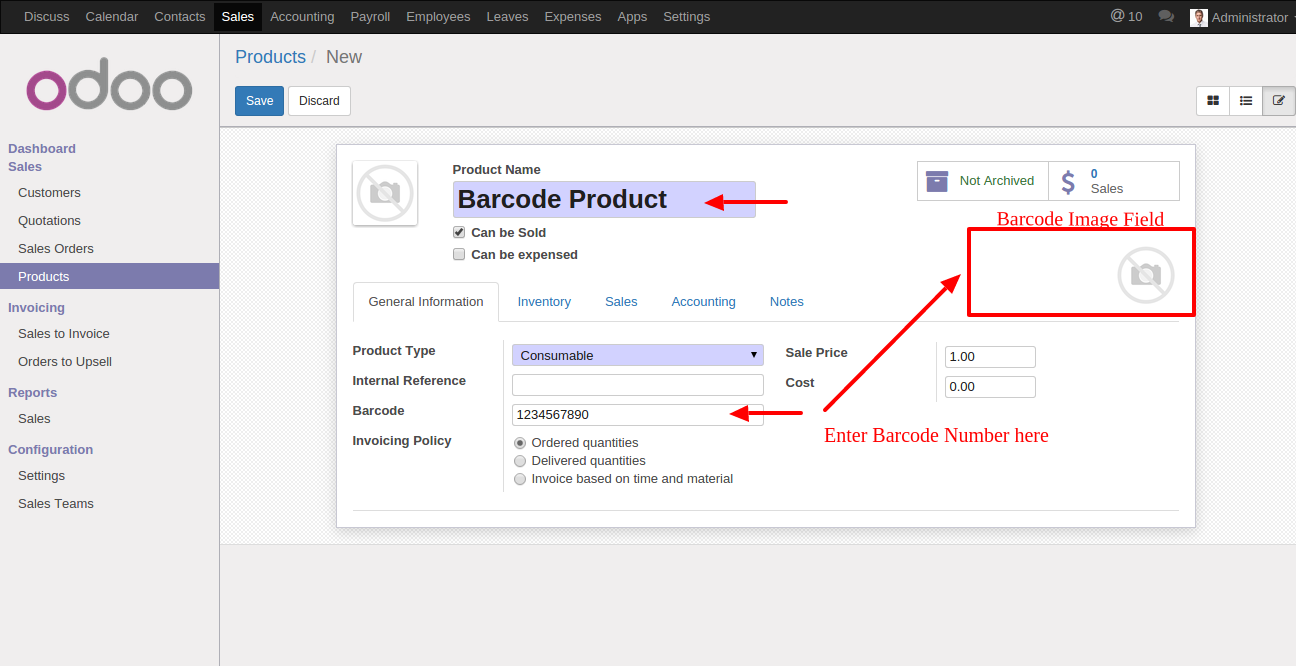 Discuss Calendar Contacts Sales Accounting Payroll Employees Leaves Expenses Apps Settings @ 10 Administrator
odoo
Products / New
Save Discard
Dashboard
Sales
Customers
Quotations
Sales Orders
Products
Invoicing
Sales to Invoice
Orders to Upsell
Reports
Sales
Configuration
Settings
Sales Teams
Product Name
Barcode Product
Can be Sold
Can be expensed
Not Archived
$ 0
Sales
Barcode Image Field
General Information Inventory Sales Accounting Notes
Product Type Consumable
Internal Reference
Barcode 1234567890
Invoicing Policy Ordered quantities
Delivered quantities
Invoice based on time and material
Sale Price 1.00
Cost 0.00
Enter Barcode Number here